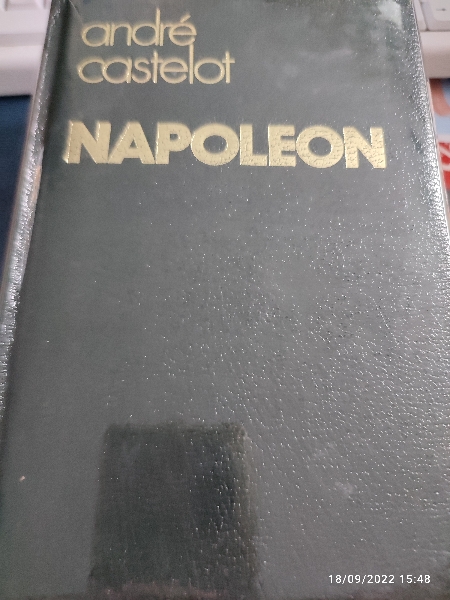 andré
castelot
NAPOLEON
18/09/2022 15:48